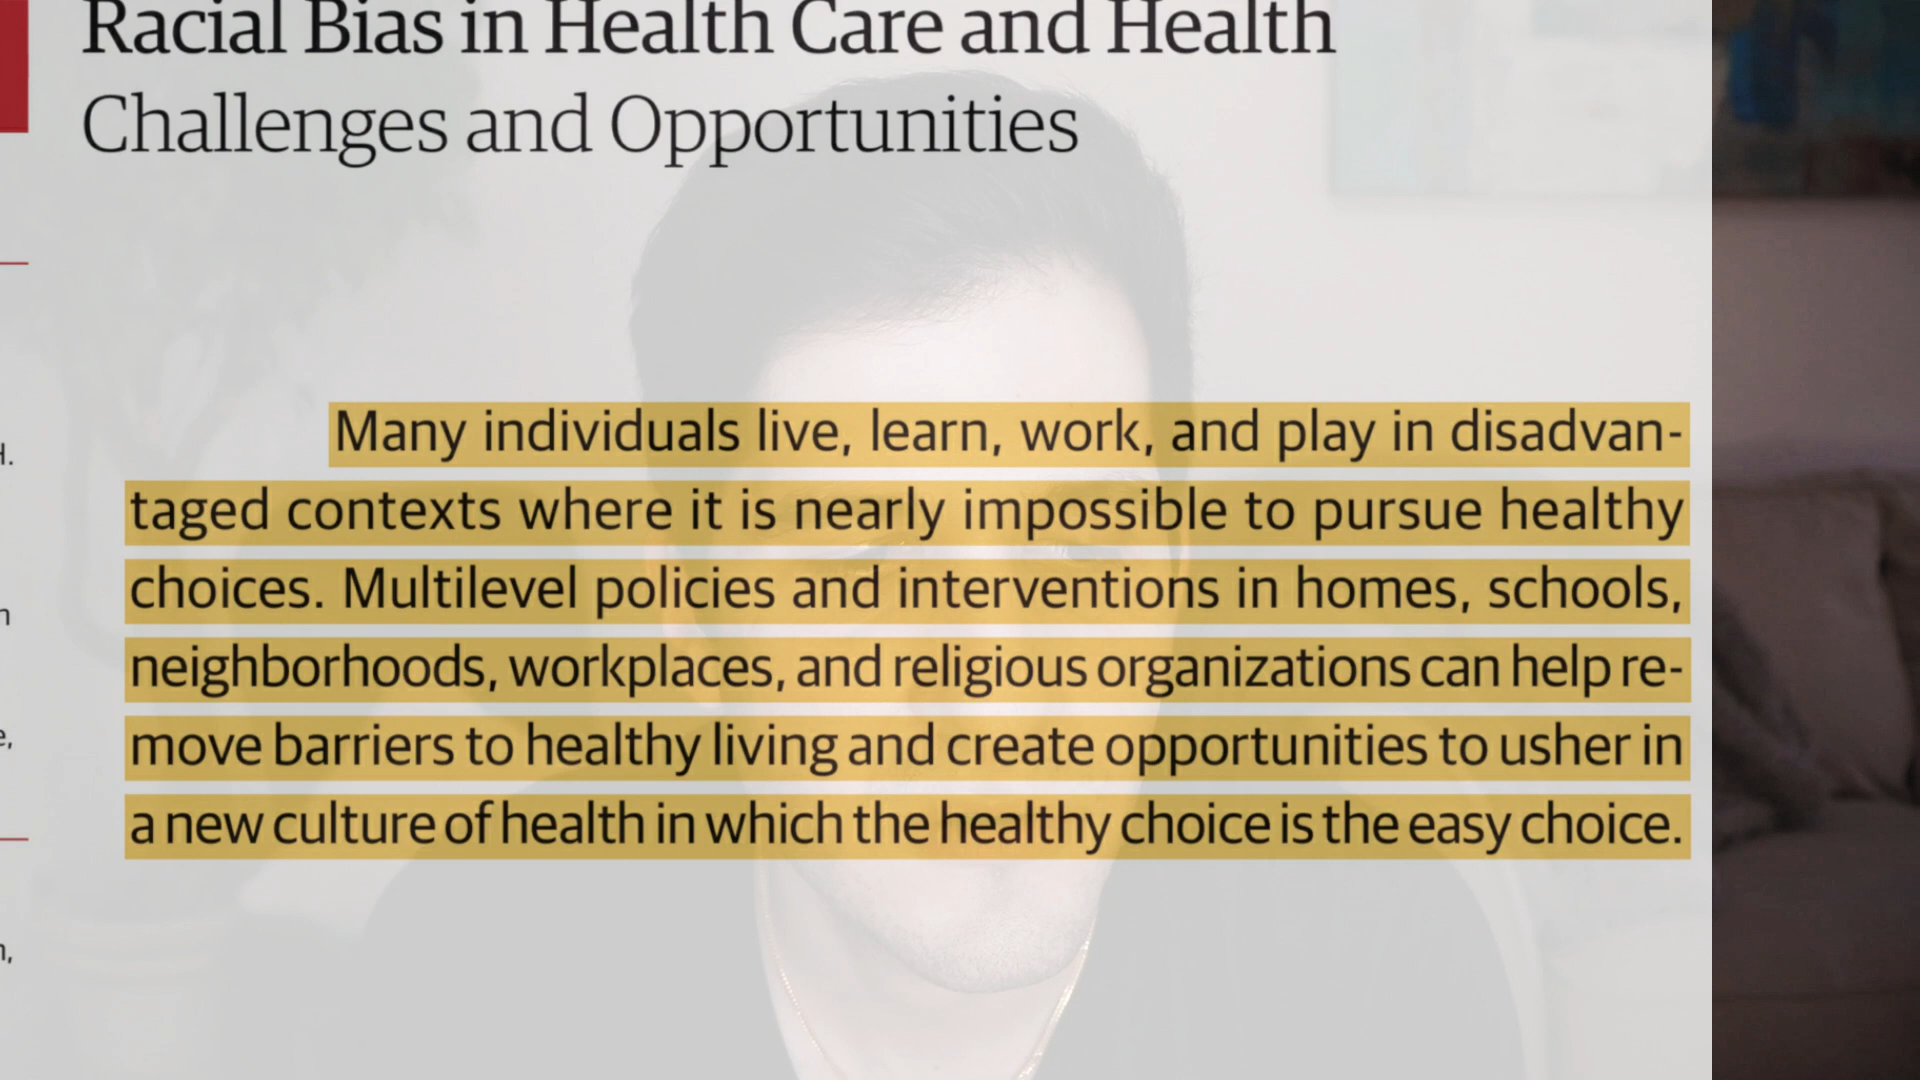 Racial Bias in Health Care and Health
Challenges and Opportunities
H.
n
e,
n,
Many individuals live, learn, work, and play in disadvan-
taged contexts where it is nearly impossible to pursue healthy
choices. Multilevel policies and interventions in homes, schools,
neighborhoods, workplaces, and religious organizations can help re-
move barriers to healthy living and create opportunities to usher in
a new culture of health in which the healthy choice is the easy choice.